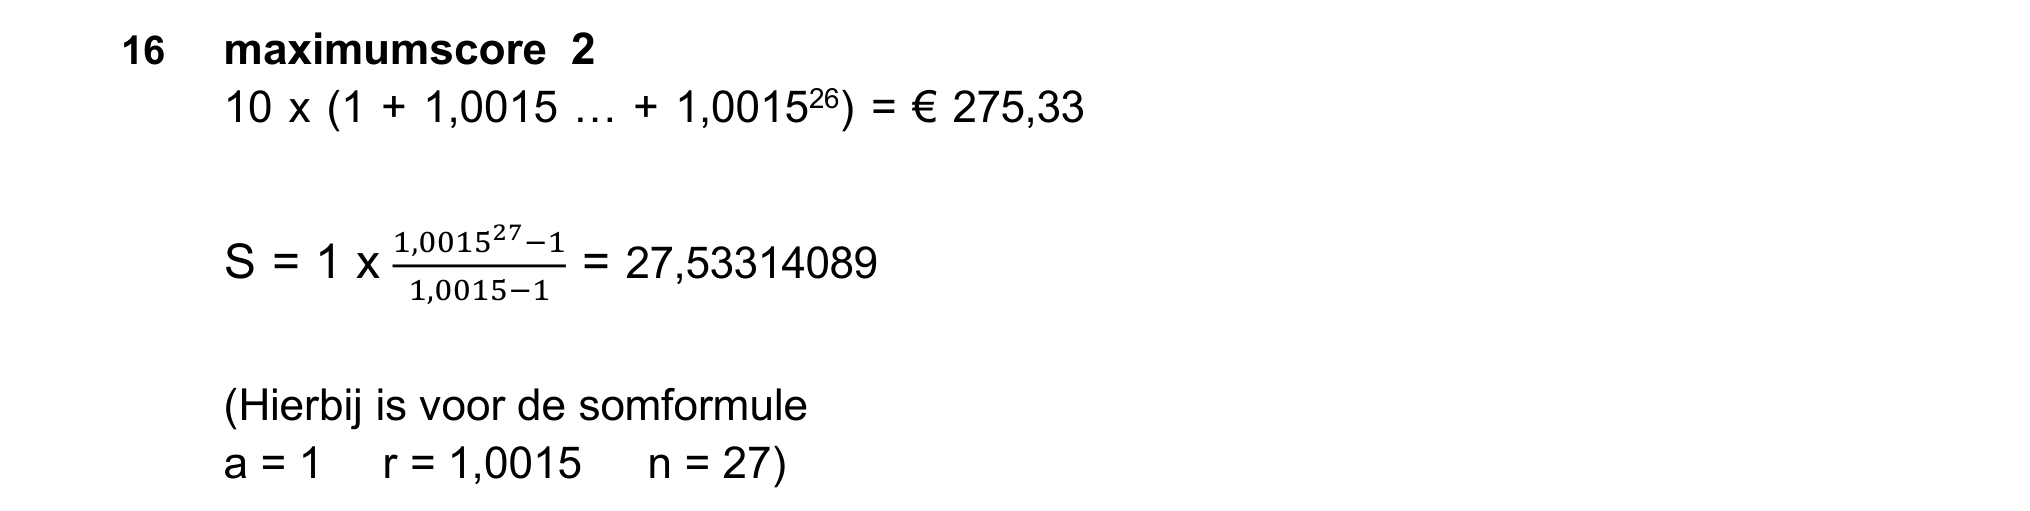 16 maximumscore 2
10 x (1 + 1,0015 … + 1,0015²⁶) = € 275,33
S = 1 x (1,0015²⁷−1)/(1,0015−1) = 27,53314089
(Hierbij is voor de somformule
a = 1 r = 1,0015 n = 27)